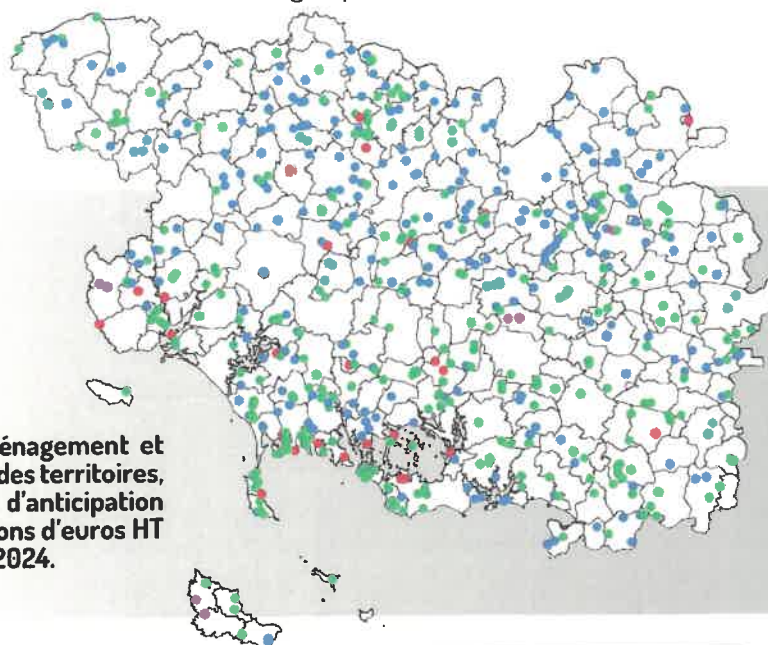 énagement et
des territoires,
d'anticipation
ons d'euros HT
2024.